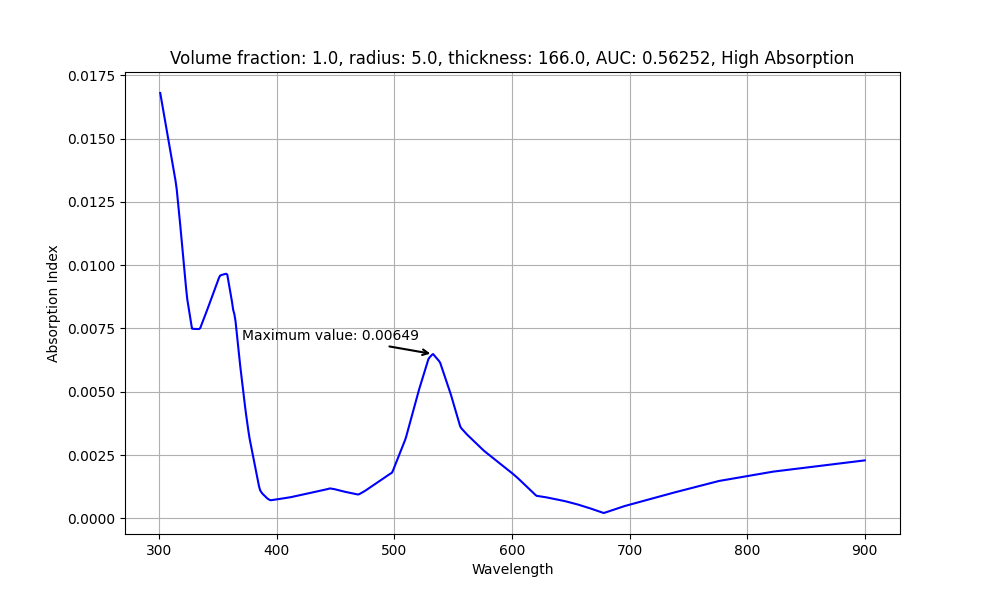 Volume fraction: 1.0, radius: 5.0, thickness: 166.0, AUC: 0.56252, High Absorption
0.0175
0.0150
0.0125
0.0100
0.0075
0.0050
0.0025
0.0000
Absorption Index
Maximum value: 0.00649
300 400 500 600 700 800 900
Wavelength